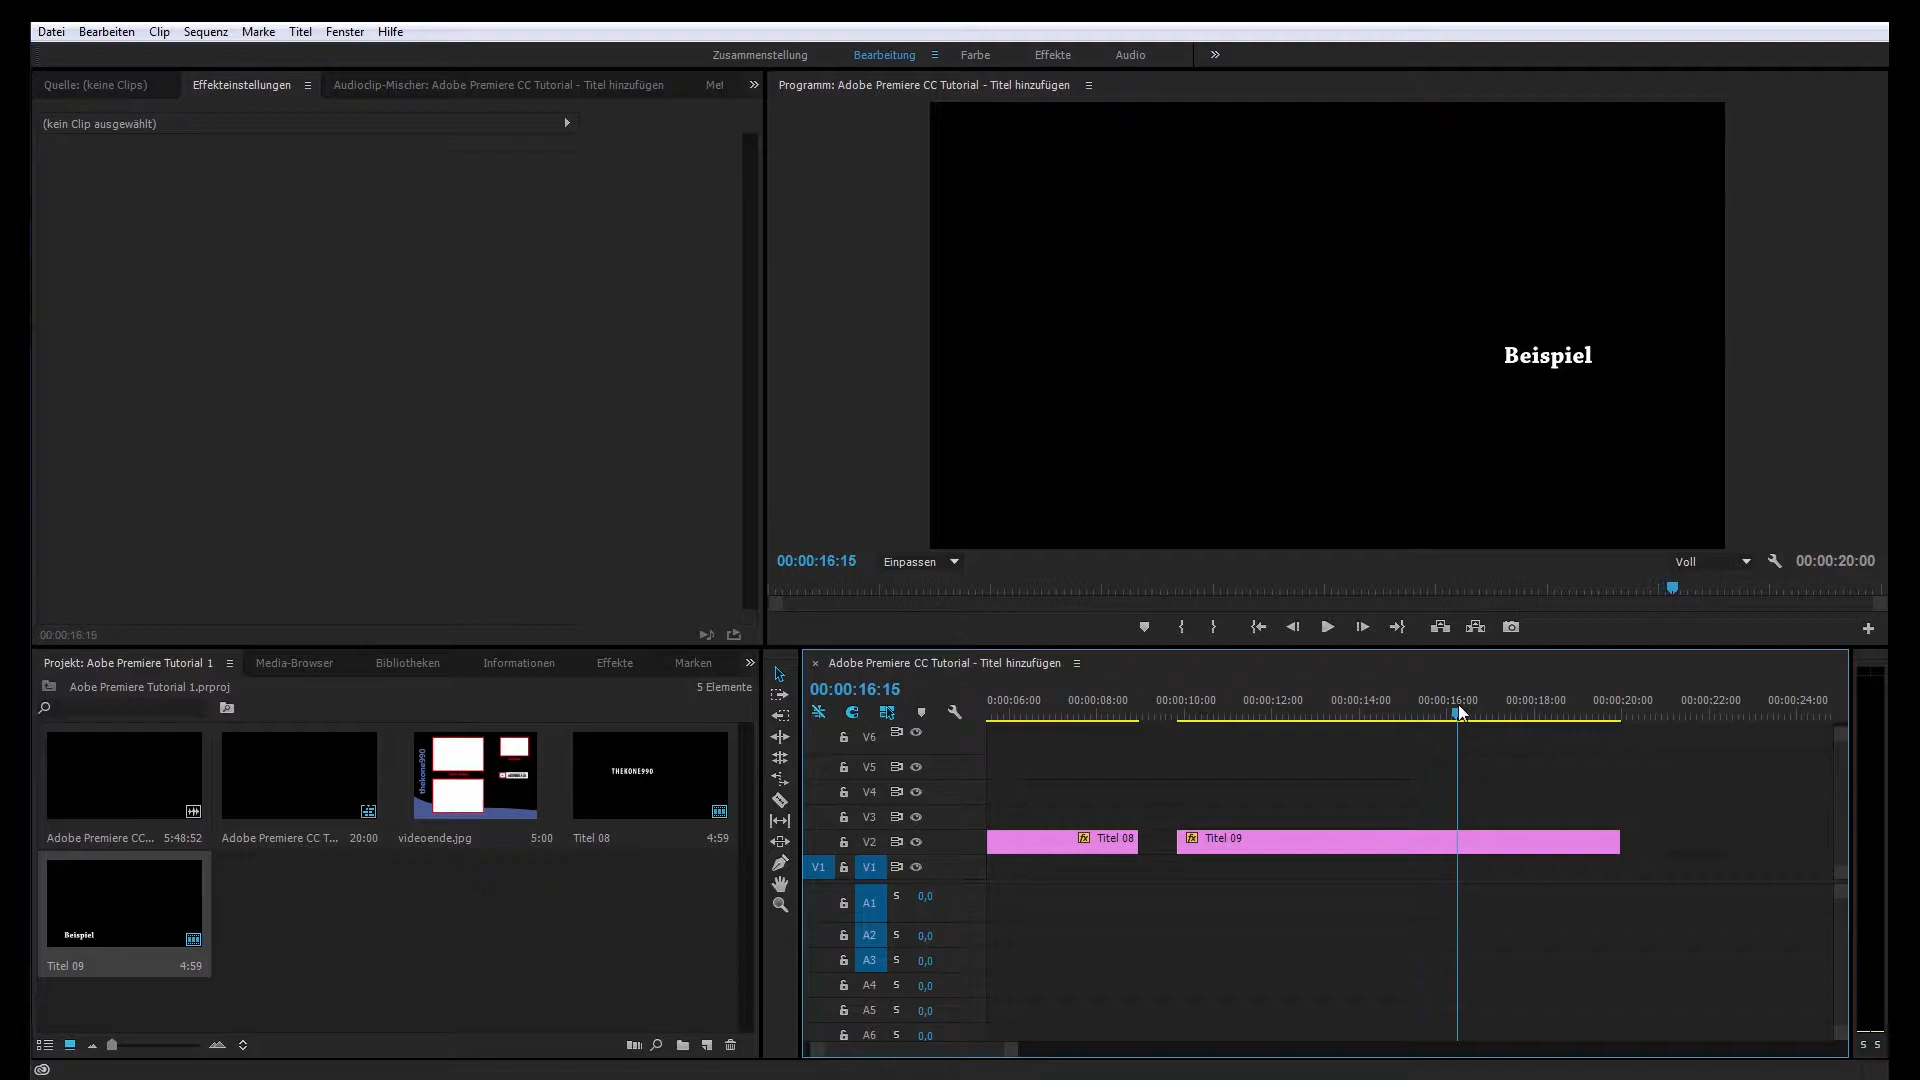 Datei Bearbeiten Clip Sequenz Marke Titel Fenster Hilfe
Zusammenstellung Bearbeitung Farbe Effekte Audio
Quelle: (keine Clips) Effekteinstellungen Audioclip-Mischer: Adobe Premiere CC Tutorial - Titel hinzufügen Met
Programm: Adobe Premiere CC Tutorial - Titel hinzufügen
(kein Clip ausgewählt)
Beispiel
00:00:16:15 Einpassen Voll 00:00:20:00
00:00:16:15
Projekt: Aobe Premiere Tutorial 1 Media-Browser Bibliotheken Informationen Effekte Marken
Aobe Premiere Tutorial 1.prproj 5 Elemente
thekone990
THEKONE990
Adobe Premiere CC... 5:48:52
Adobe Premiere CC T... 20:00
videoende.jpg 5:00
Titel 08 4:59
Beispiel
Titel 09 4:59
Adobe Premiere CC Tutorial - Titel hinzufügen
00:00:16:15
0:00:06:00 00:00:08:00 00:00:10:00 00:00:12:00 00:00:14:00 00:00:16:00 00:00:18:00 00:00:20:00 00:00:22:00 00:00:24:00
V6
V5
V4
V3
V2 fx Titel 08 fx Titel 09
V1 V1
A1 S 0,0
A2 S 0,0
A3 S 0,0
A4 S 0,0
A5 S 0,0
A6 0,0
S S